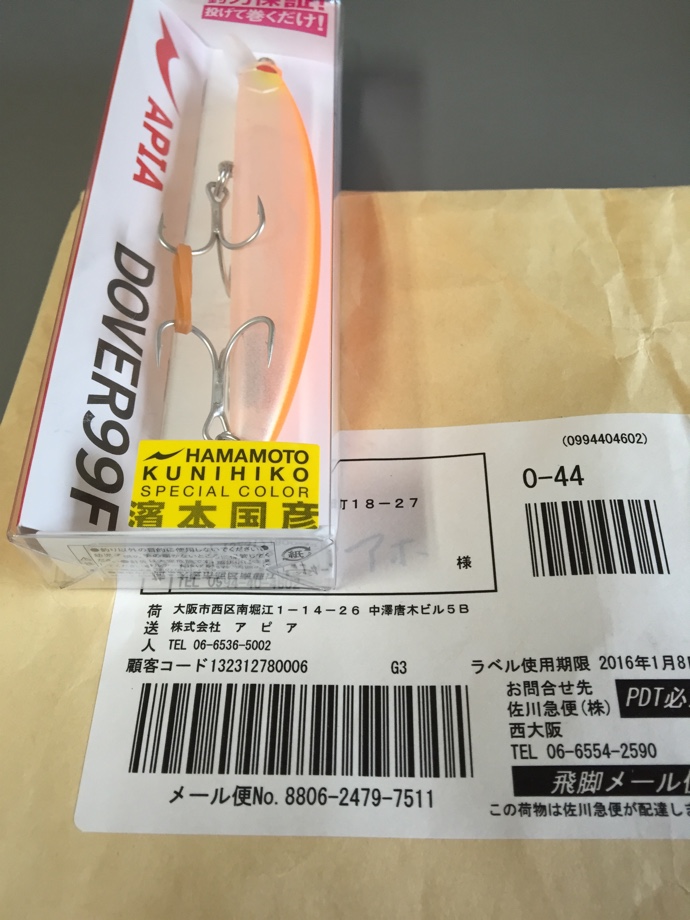 釣力保証!
投げて巻くだけ!
APIA
DOVER99F
HAMAMOTO
KUNIHIKO
SPECIAL COLOR
濱本国彦
(0994404602)
0-44
町18-27
様
荷送人
大阪市西区南堀江1-14-26 中澤唐木ビル5B
株式会社 アピア
TEL 06-6536-5002
顧客コード132312780006
G3
ラベル使用期限 2016年1月8
お問合せ先
佐川急便(株)
西大阪
TEL 06-6554-2590
PDT必
メール便No. 8806-2479-7511
飛脚メール便
この荷物は佐川急便が配達し